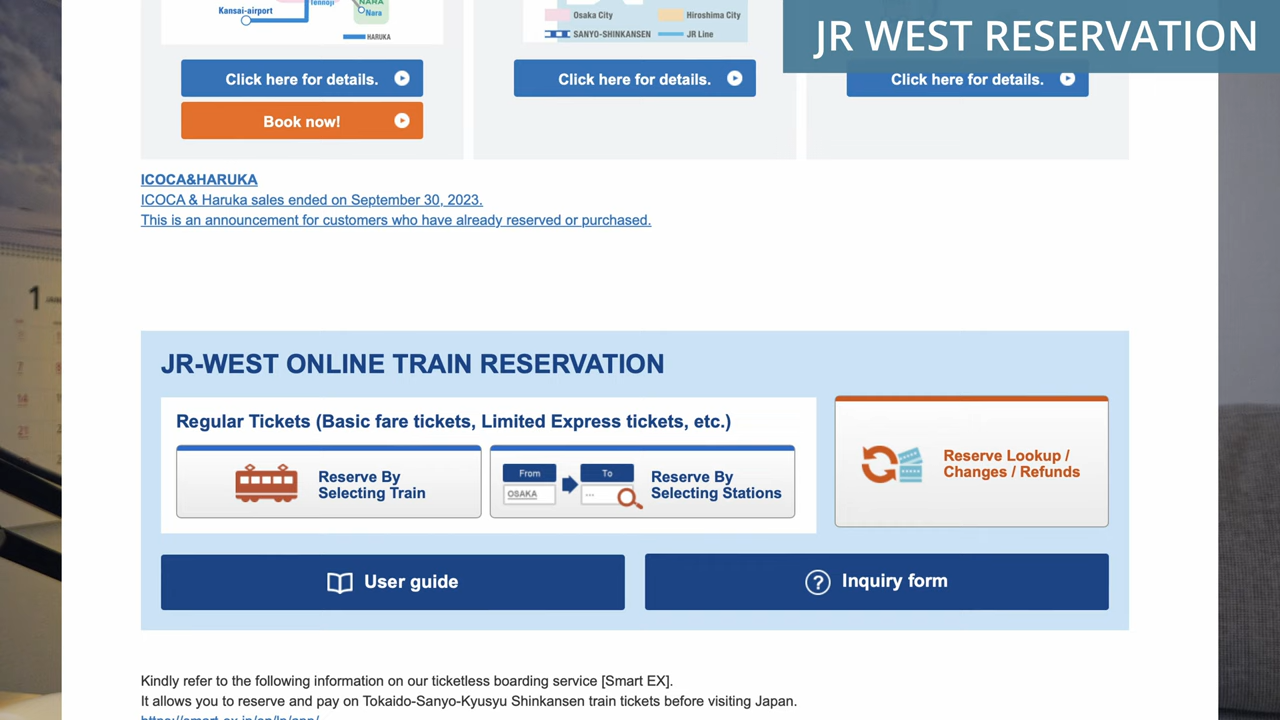 JR WEST RESERVATION
Kansai-airport
Tennoji
NARA
Nara
HARUKA
Osaka City
Hiroshima City
SANYO-SHINKANSEN
JR Line
Click here for details.
Click here for details.
Click here for details.
Book now!
ICOCA&HARUKA
ICOCA & Haruka sales ended on September 30, 2023.
This is an announcement for customers who have already reserved or purchased.
1
7
14
21
JR-WEST ONLINE TRAIN RESERVATION
Regular Tickets (Basic fare tickets, Limited Express tickets, etc.)
Reserve By
Selecting Train
From
To
OSAKA
...
Reserve By
Selecting Stations
Reserve Lookup /
Changes / Refunds
User guide
? Inquiry form
Kindly refer to the following information on our ticketless boarding service [Smart EX].
It allows you to reserve and pay on Tokaido-Sanyo-Kyusyu Shinkansen train tickets before visiting Japan.
https://smart-ex.jp/en/lp/app/